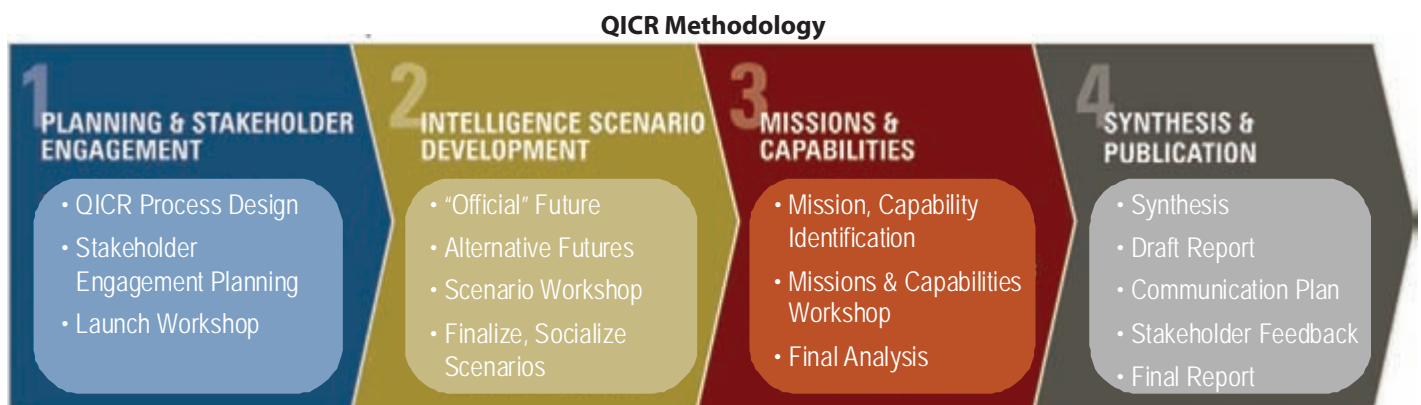 QICR Methodology
1
PLANNING & STAKEHOLDER
ENGAGEMENT
• QICR Process Design
• Stakeholder
Engagement Planning
• Launch Workshop
2
INTELLIGENCE SCENARIO
DEVELOPMENT
• “Official” Future
• Alternative Futures
• Scenario Workshop
• Finalize, Socialize
Scenarios
3
MISSIONS &
CAPABILITIES
• Mission, Capability
Identification
• Missions & Capabilities
Workshop
• Final Analysis
4
SYNTHESIS &
PUBLICATION
• Synthesis
• Draft Report
• Communication Plan
• Stakeholder Feedback
• Final Report